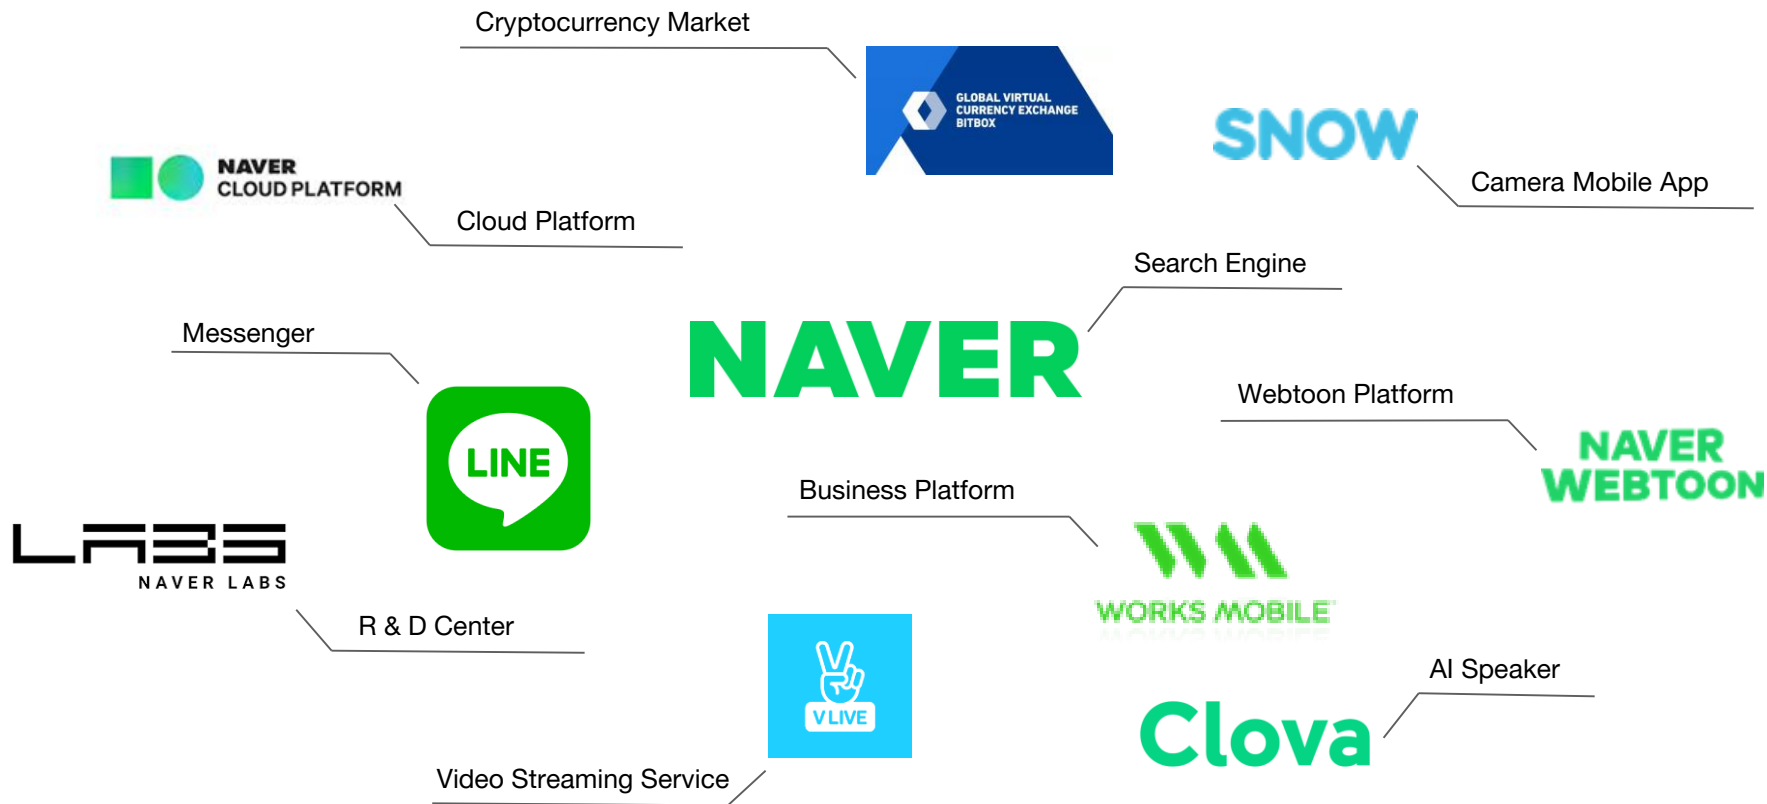 Cryptocurrency Market
GLOBAL VIRTUAL
CURRENCY EXCHANGE
BITBOX
SNOW
Camera Mobile App
NAVER
CLOUD PLATFORM
Cloud Platform
Search Engine
NAVER
Messenger
LINE
Webtoon Platform
NAVER
WEBTOON
Business Platform
WORKS MOBILE
LABS
NAVER LABS
R & D Center
V LIVE
Video Streaming Service
AI Speaker
Clova